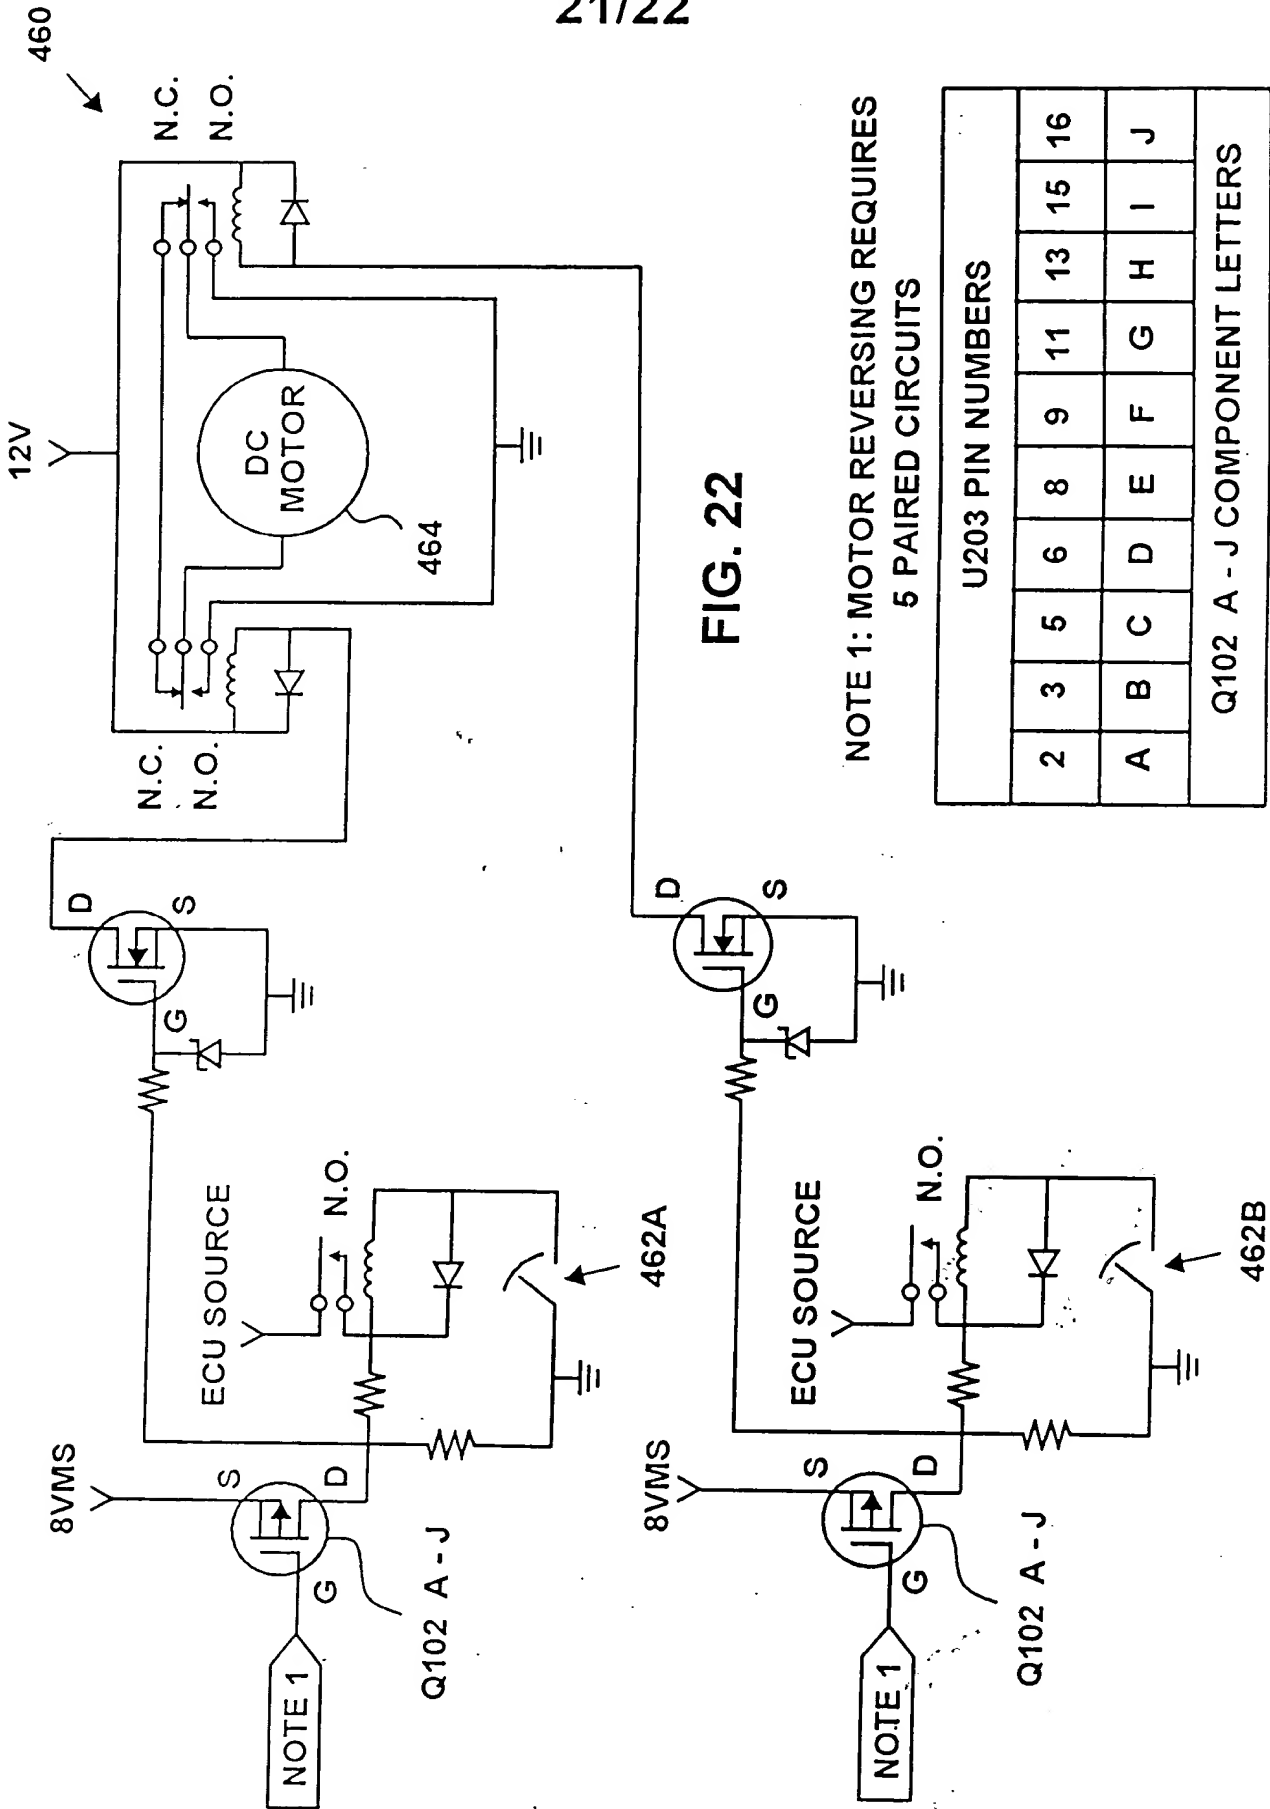 21/22
460
12V
N.C.
N.O.
DC
MOTOR
464
N.C.
N.O.
D
S
G
ECU SOURCE
N.O.
462A
8VMS
S
D
G
NOTE 1
Q102 A - J
D
S
G
ECU SOURCE
N.O.
462B
8VMS
S
D
G
NOTE 1
Q102 A - J
FIG. 22
NOTE 1: MOTOR REVERSING REQUIRES
5 PAIRED CIRCUITS
U203 PIN NUMBERS
2 3 5 6 8 9 11 13 15 16
A B C D E F G H I J
Q102 A - J COMPONENT LETTERS